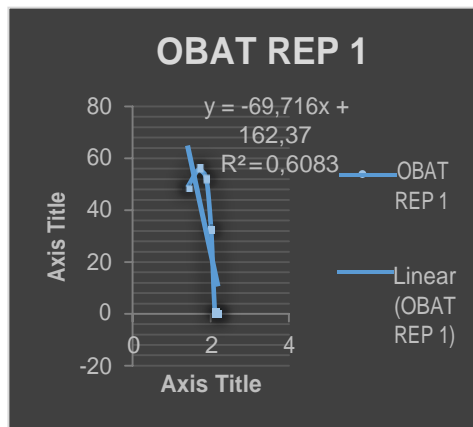 OBAT REP 1
y = -69,716x +
162,37
R² = 0,6083
80
60
40
20
0
-20
0 2 4
Axis Title
Axis Title
OBAT
REP 1
Linear
(OBAT
REP 1)